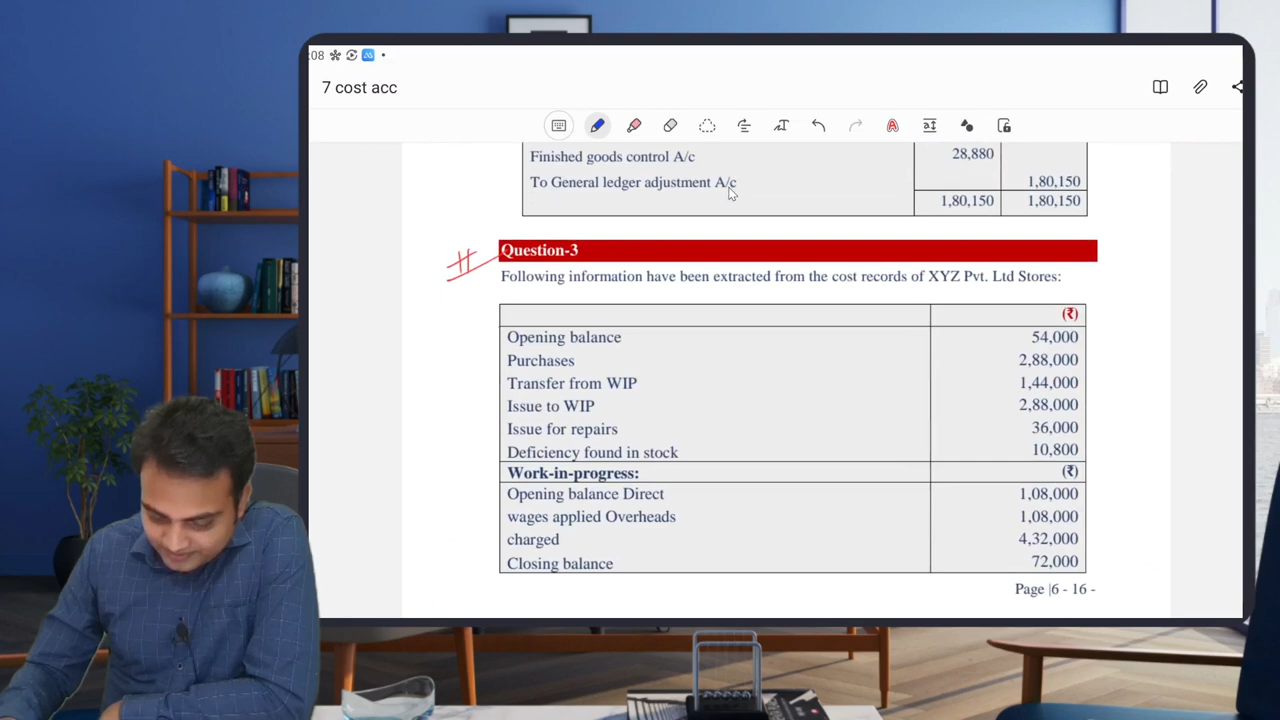 :08
7 cost acc
Finished goods control A/c 28,880
To General ledger adjustment A/c 1,80,150
1,80,150 1,80,150
Question-3
Following information have been extracted from the cost records of XYZ Pvt. Ltd Stores:
(₹)
Opening balance 54,000
Purchases 2,88,000
Transfer from WIP 1,44,000
Issue to WIP 2,88,000
Issue for repairs 36,000
Deficiency found in stock 10,800
Work-in-progress: (₹)
Opening balance Direct 1,08,000
wages applied Overheads 1,08,000
charged 4,32,000
Closing balance 72,000
Page |6 - 16 -